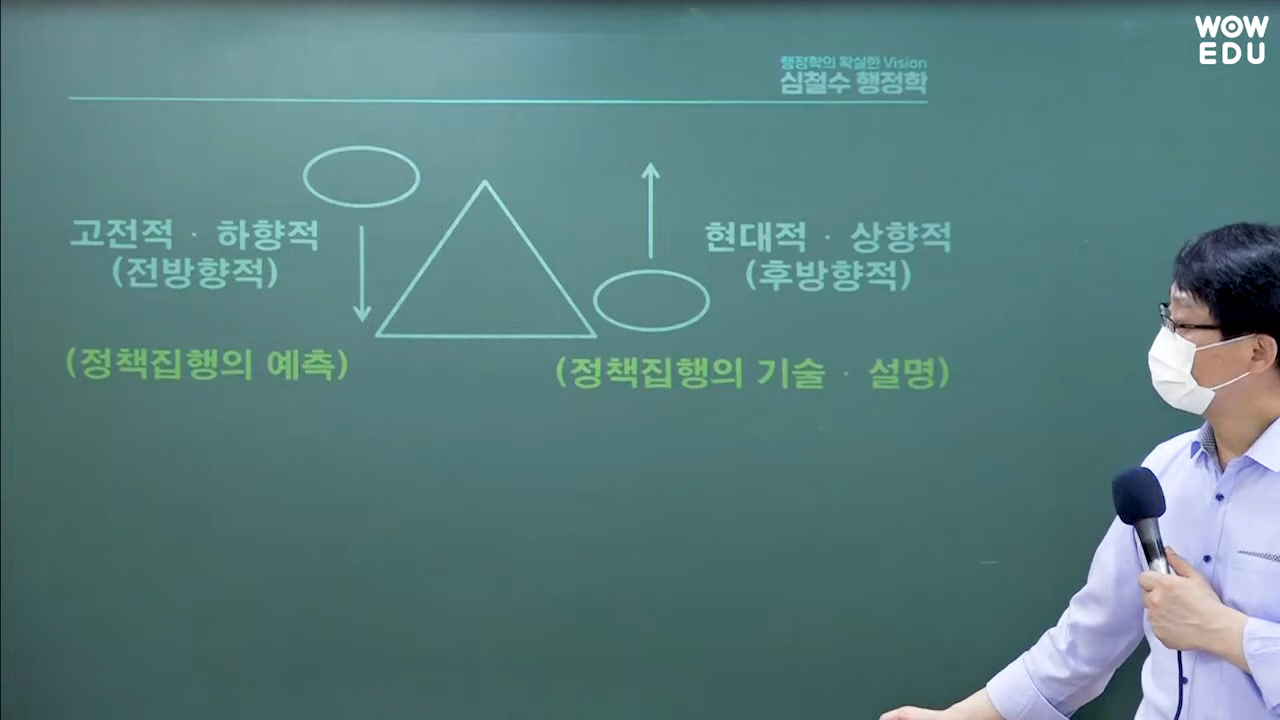 WOW
EDU
행정학의 확실한 Vision
심철수 행정학
고전적 · 하향적
(전방향적)
현대적 · 상향적
(후방향적)
(정책집행의 예측)
(정책집행의 기술 · 설명)